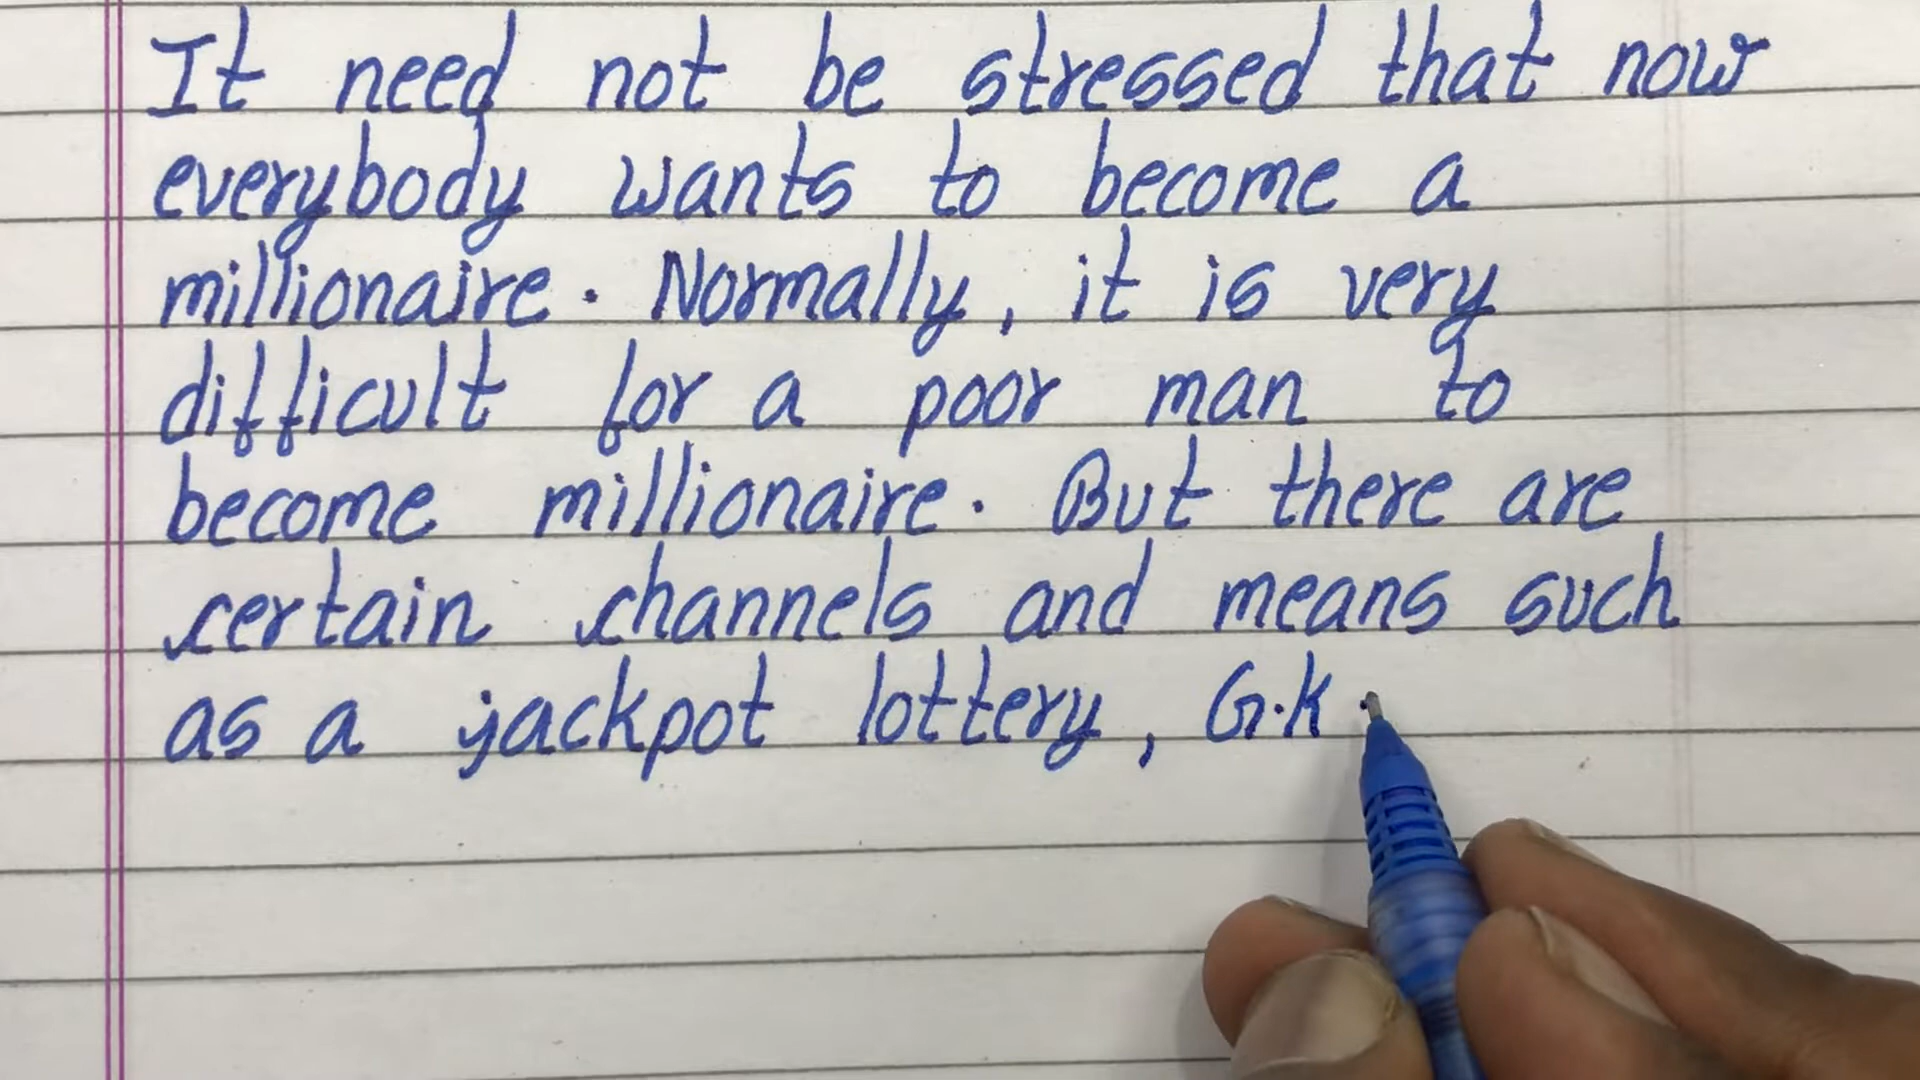 It need not be stressed that now
everybody wants to become a
millionaire. Normally, it is very
difficult for a poor man to
become millionaire. But there are
certain channels and means such
as a jackpot lottery, G.K.